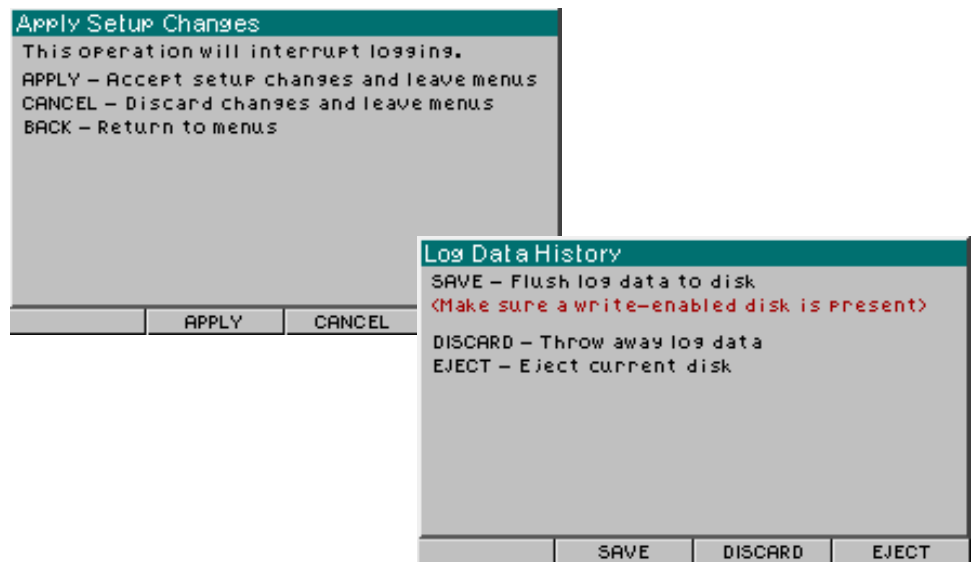 Apply Setup Changes
This operation will interrupt logging.
APPLY – Accept setup changes and leave menus
CANCEL – Discard changes and leave menus
BACK – Return to menus
APPLY CANCEL
Log Data History
SAVE – Flush log data to disk
(Make sure a write–enabled disk is present)
DISCARD – Throw away log data
EJECT – Eject current disk
SAVE DISCARD EJECT